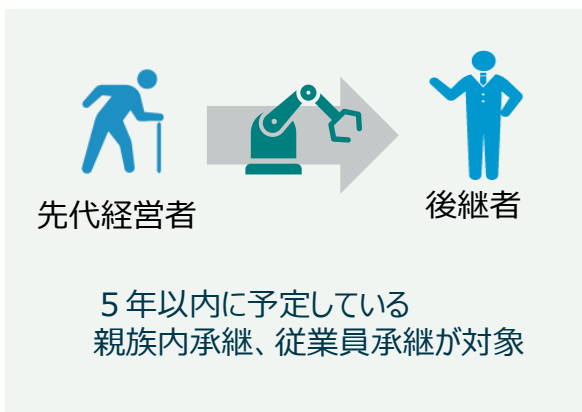 先代経営者
後継者
５年以内に予定している
親族内承継、従業員承継が対象